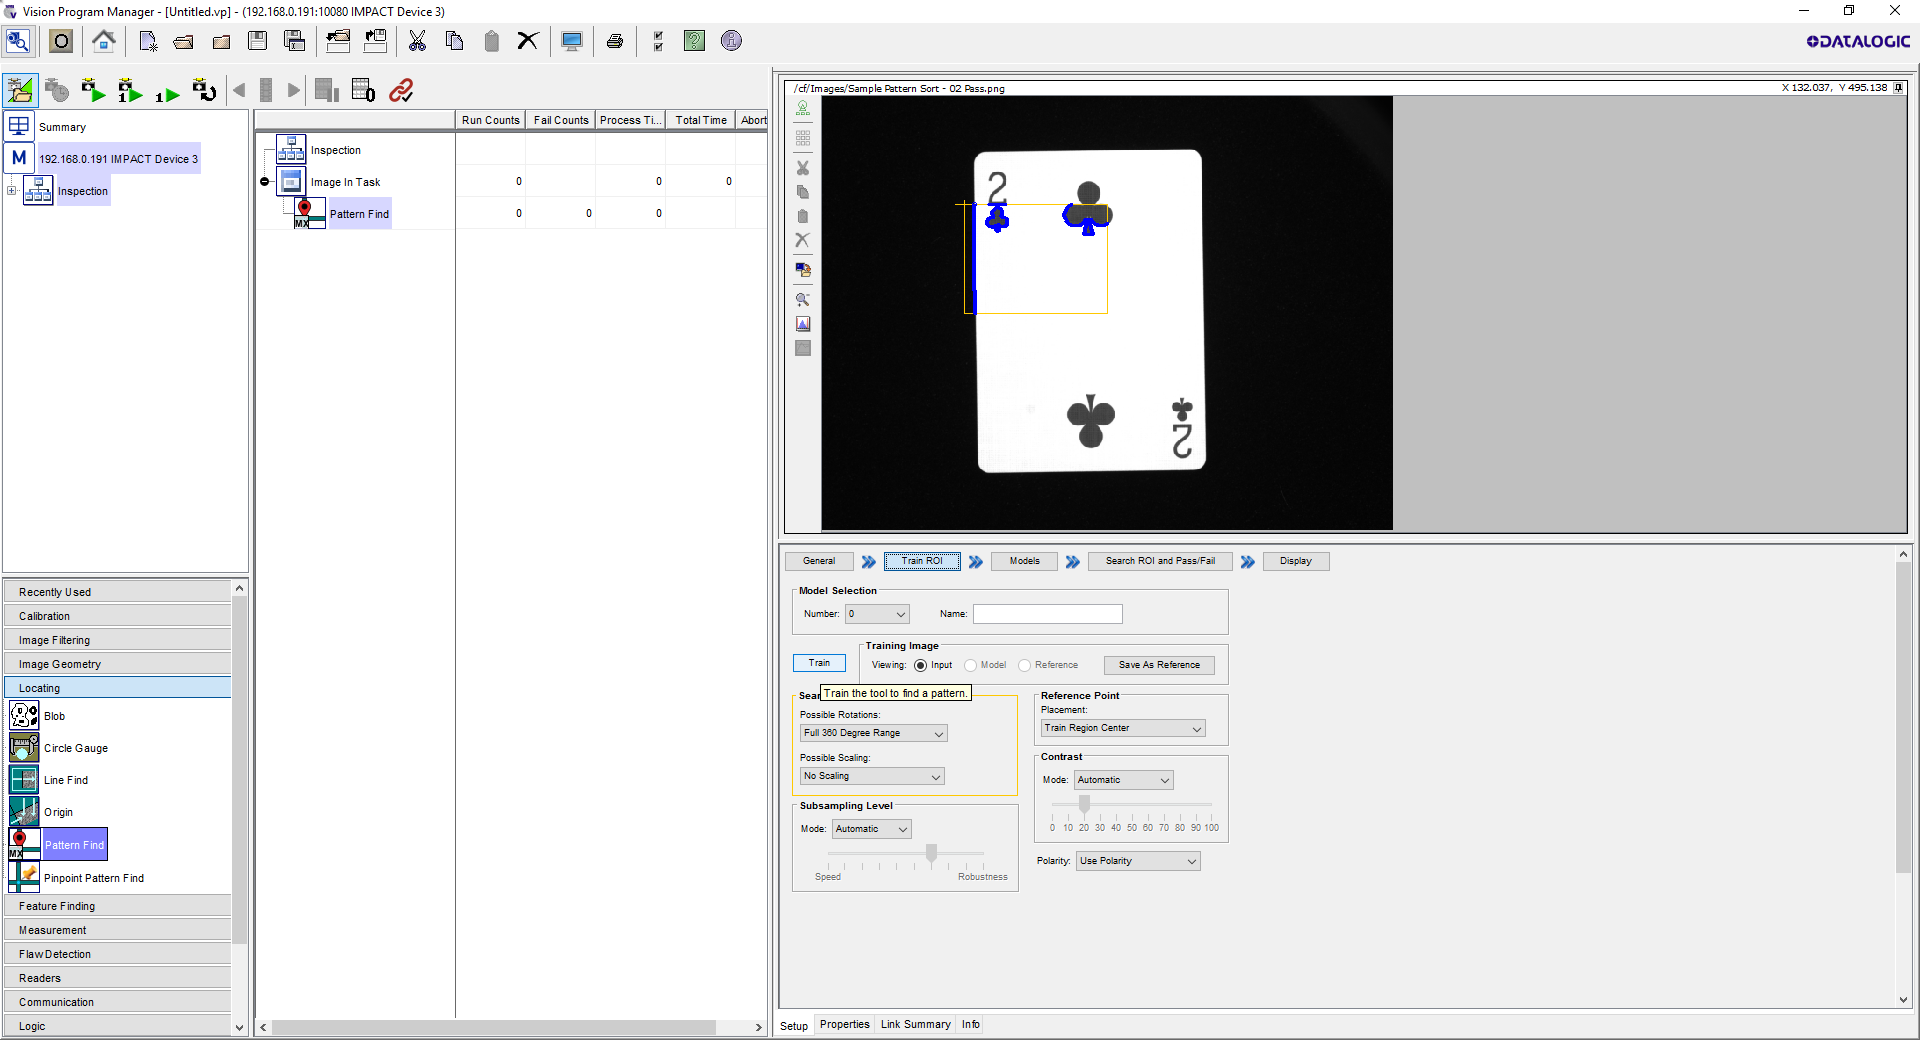 Vision Program Manager - [Untitled.vp] - (192.168.0.191:10080 IMPACT Device 3)
DATALOGIC
Summary
M 192.168.0.191 IMPACT Device 3
Inspection
Run Counts Fail Counts Process Ti... Total Time Abort
Inspection
Image In Task 0 0 0
Pattern Find 0 0 0
MX
/cf/Images/Sample Pattern Sort - 02 Pass.png X 132.037, Y 495.138
2
2
Recently Used
Calibration
Image Filtering
Image Geometry
Locating
Blob
Circle Gauge
Line Find
Origin
Pattern Find
MX
Pinpoint Pattern Find
Feature Finding
Measurement
Flaw Detection
Readers
Communication
Logic
General Train ROI Models Search ROI and Pass/Fail Display
Model Selection
Number: 0 Name:
Training Image
Train Viewing: Input Model Reference Save As Reference
Sear
Train the tool to find a pattern.
Possible Rotations:
Full 360 Degree Range
Possible Scaling:
No Scaling
Subsampling Level
Mode: Automatic
Speed Robustness
Reference Point
Placement:
Train Region Center
Contrast
Mode: Automatic
0 10 20 30 40 50 60 70 80 90 100
Polarity: Use Polarity
Setup Properties Link Summary Info